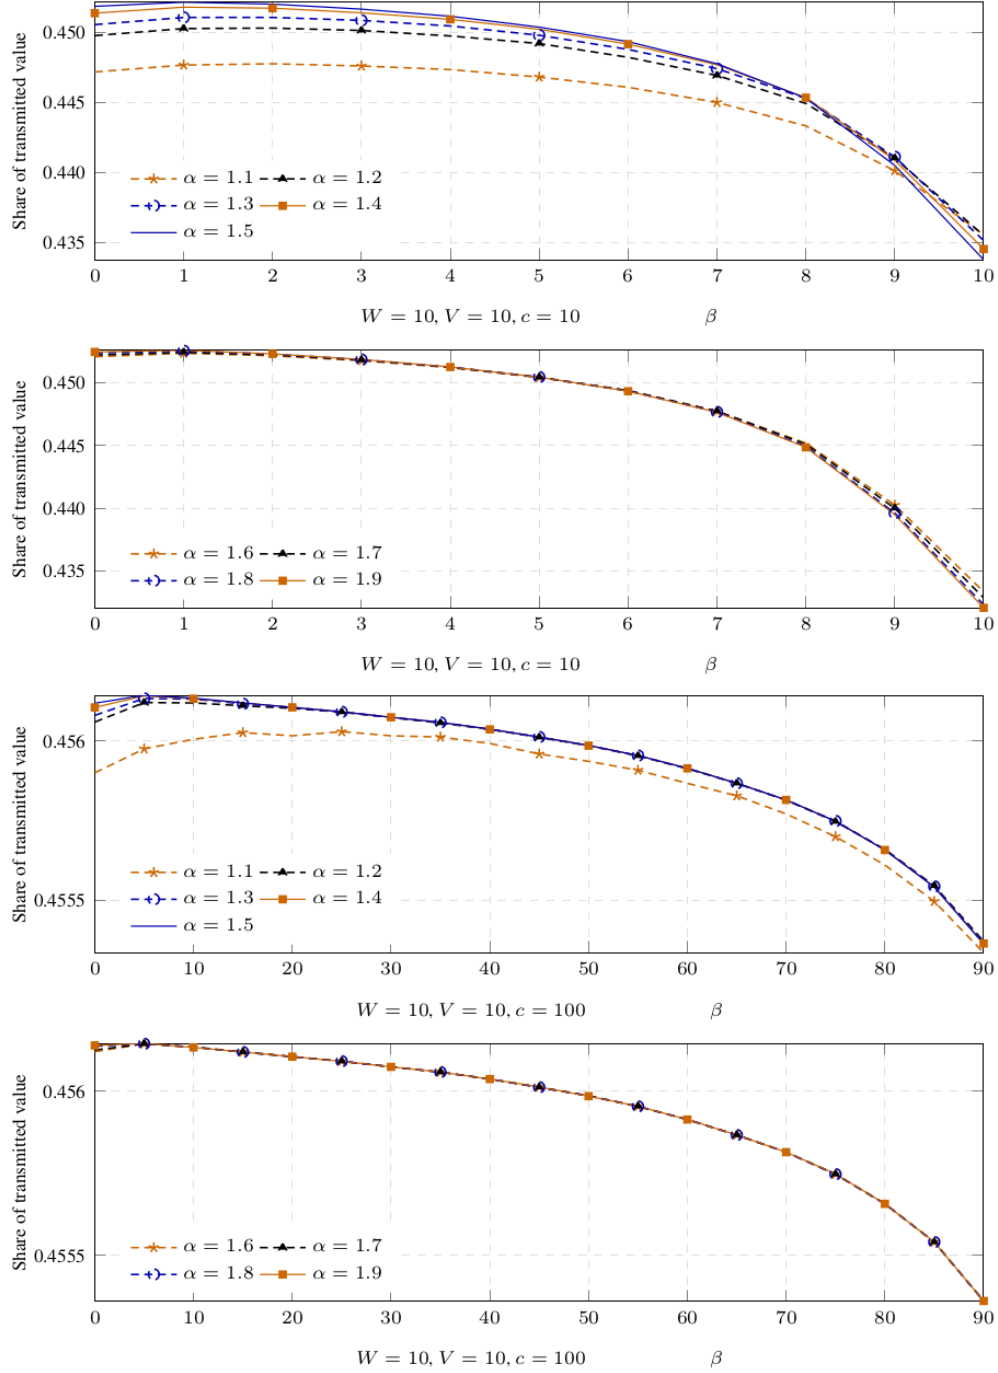 Share of transmitted value
0.450
0.445
0.440
0.435
α = 1.1 α = 1.2
α = 1.3 α = 1.4
α = 1.5
0 1 2 3 4 5 6 7 8 9 10
W = 10, V = 10, c = 10 β
Share of transmitted value
0.450
0.445
0.440
0.435
α = 1.6 α = 1.7
α = 1.8 α = 1.9
0 1 2 3 4 5 6 7 8 9 10
W = 10, V = 10, c = 10 β
Share of transmitted value
0.456
0.4555
α = 1.1 α = 1.2
α = 1.3 α = 1.4
α = 1.5
0 10 20 30 40 50 60 70 80 90
W = 10, V = 10, c = 100 β
Share of transmitted value
0.456
0.4555
α = 1.6 α = 1.7
α = 1.8 α = 1.9
0 10 20 30 40 50 60 70 80 90
W = 10, V = 10, c = 100 β